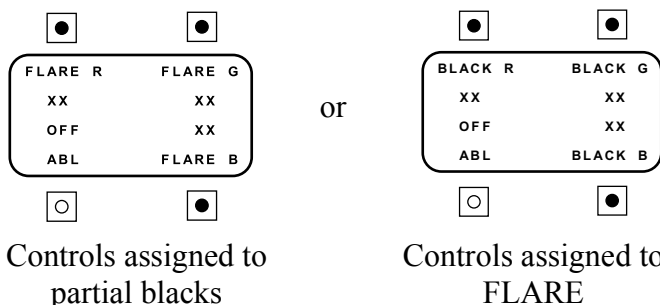 FLARE R FLARE G
XX XX
OFF XX
ABL FLARE B
or
BLACK R BLACK G
XX XX
OFF XX
ABL BLACK B
Controls assigned to
partial blacks
Controls assigned to
FLARE